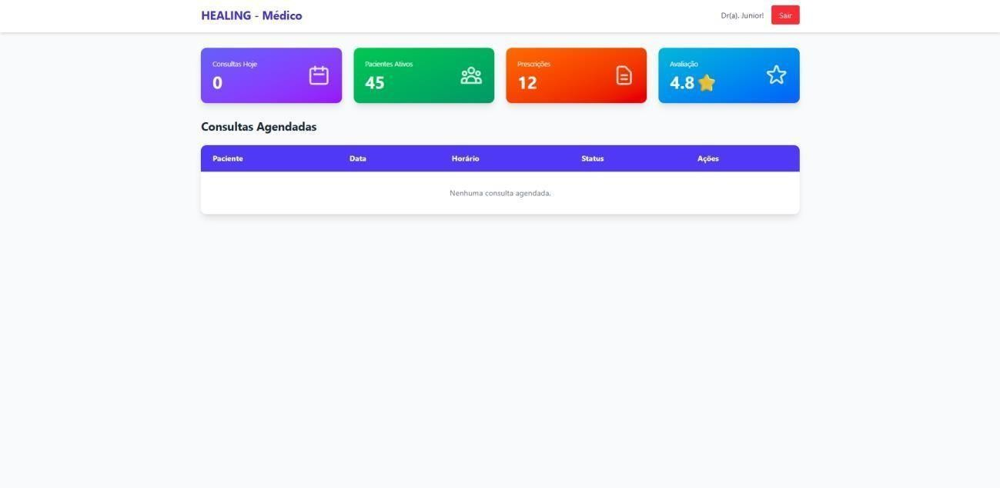 HEALING - Médico
Dr(a). Junior!
Sair
Consultas Hoje
0
Pacientes Ativos
45
Prescrições
12
Avaliação
4.8 ⭐
Consultas Agendadas
Paciente Data Horário Status Ações
Nenhuma consulta agendada.